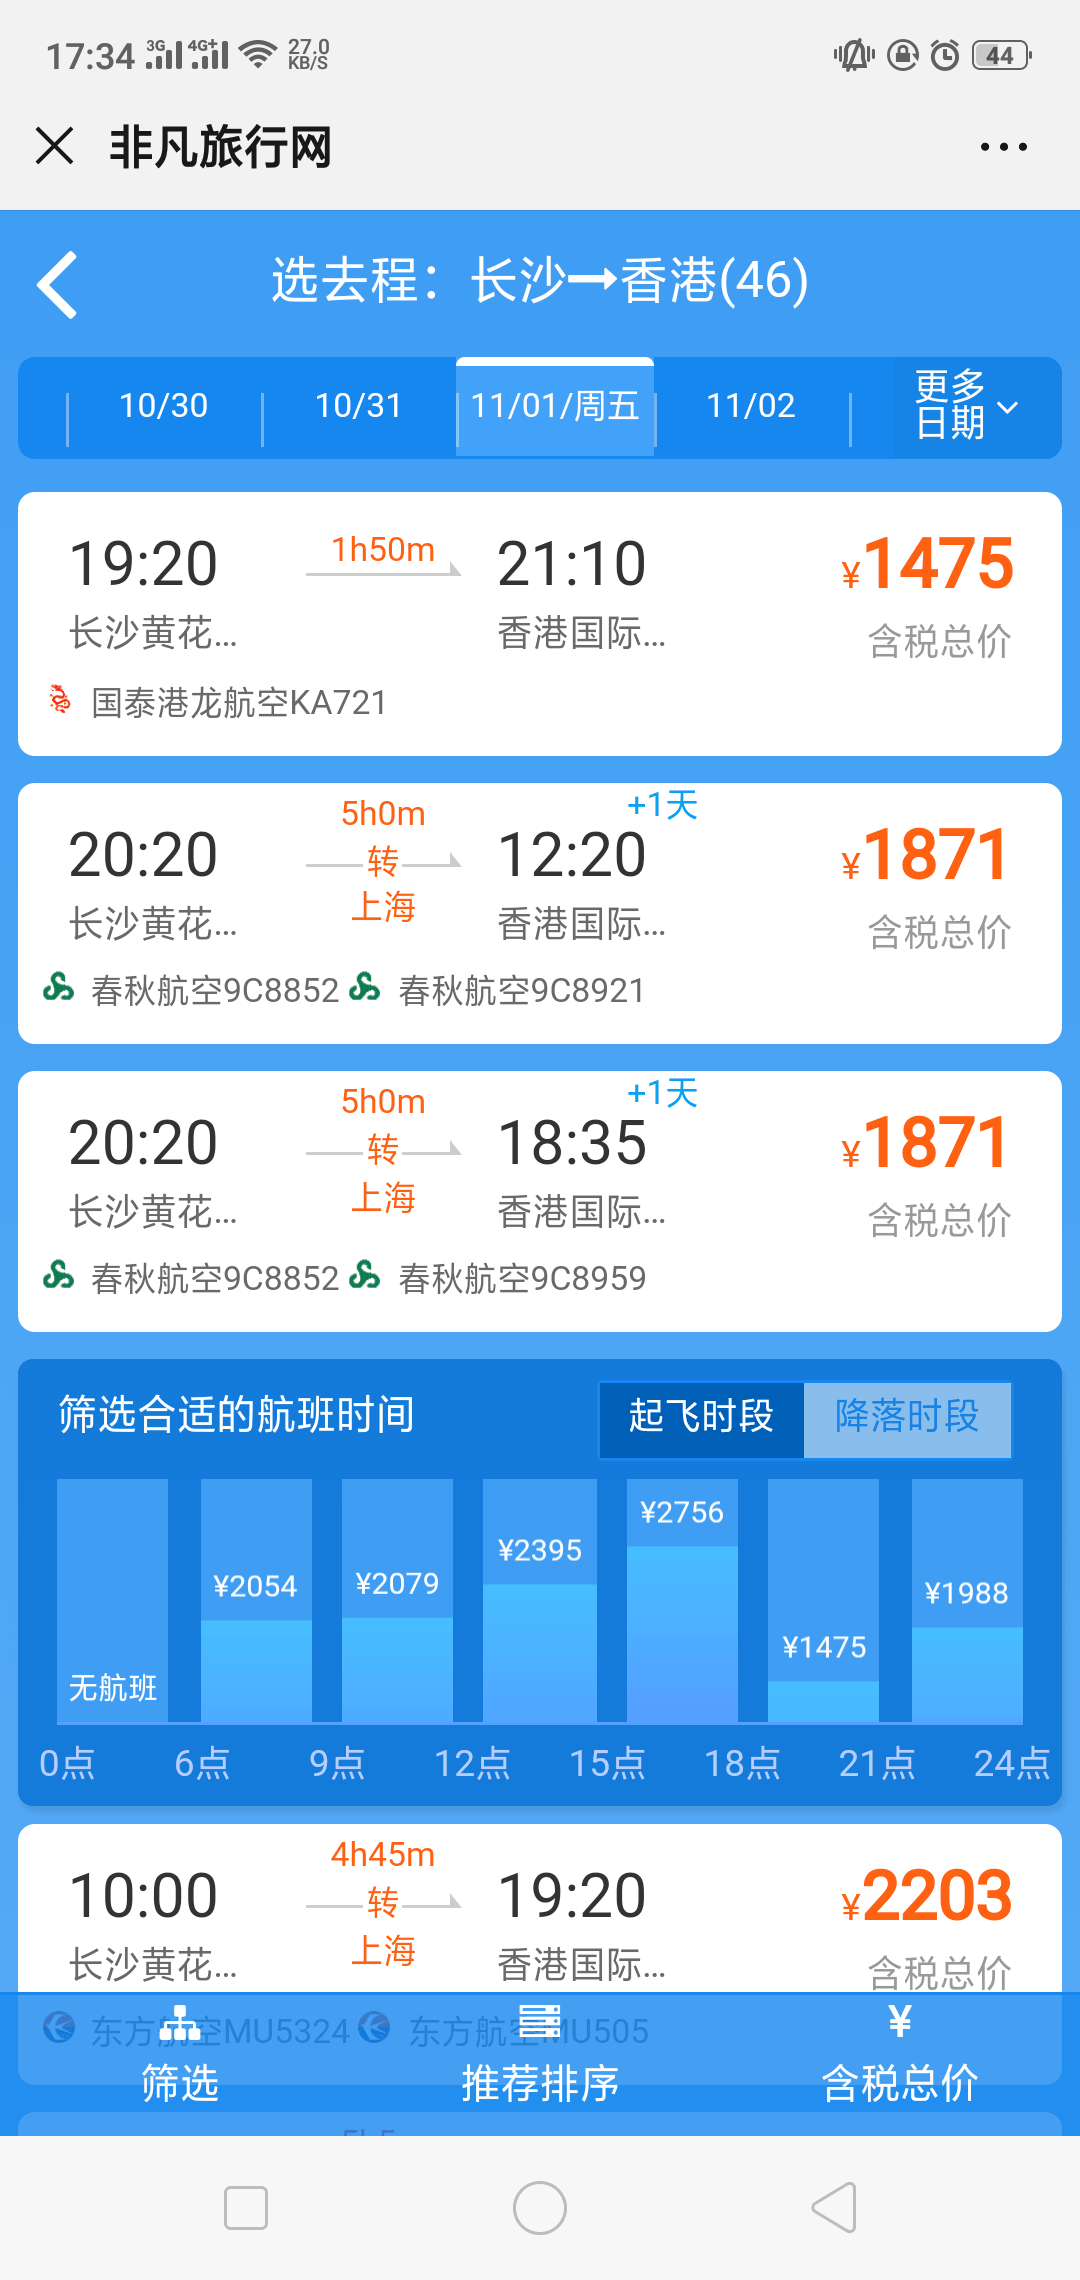 17:34 3G 4G+ 27.0 KB/S 44
非凡旅行网
选去程：长沙→香港(46)
10/30 10/31 11/01/周五 11/02 更多日期
19:20 1h50m 21:10 ¥1475
长沙黄花... 香港国际... 含税总价
国泰港龙航空KA721
5h0m +1天
20:20 转 12:20 ¥1871
长沙黄花... 上海 香港国际... 含税总价
春秋航空9C8852 春秋航空9C8921
5h0m +1天
20:20 转 18:35 ¥1871
长沙黄花... 上海 香港国际... 含税总价
春秋航空9C8852 春秋航空9C8959
筛选合适的航班时间 起飞时段 降落时段
无航班 ¥2054 ¥2079 ¥2395 ¥2756 ¥1475 ¥1988
0点 6点 9点 12点 15点 18点 21点 24点
4h45m
10:00 转 19:20 ¥2203
长沙黄花... 上海 香港国际... 含税总价
东方航空MU5324 东方航空MU505
¥
筛选 推荐排序 含税总价